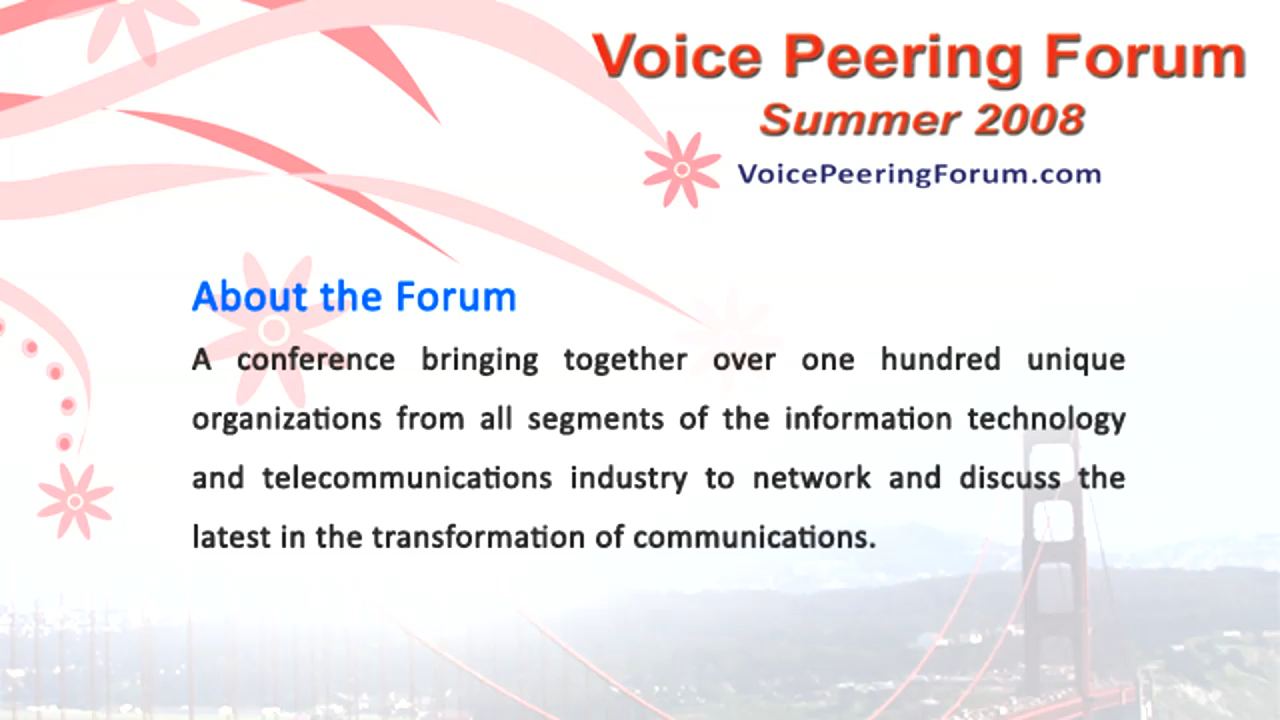 Voice Peering Forum
Summer 2008
VoicePeeringForum.com
About the Forum
A conference bringing together over one hundred unique
organizations from all segments of the information technology
and telecommunications industry to network and discuss the
latest in the transformation of communications.